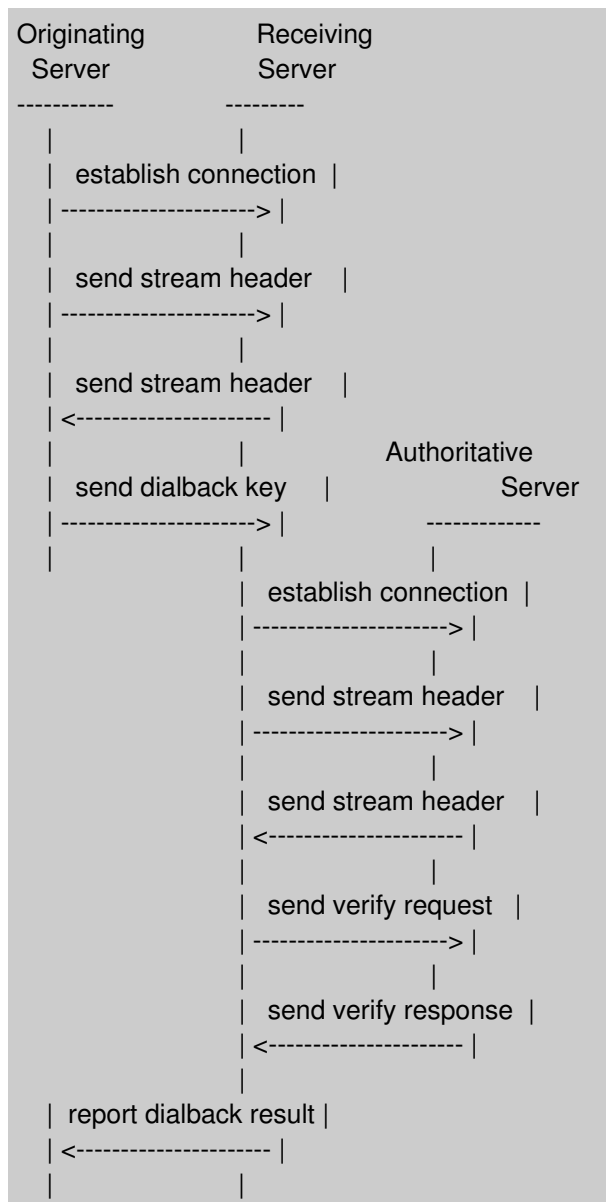 Originating                Receiving
  Server                     Server
-----------                ---------
    |                          |
    |   establish connection   |
    | ----------------------> |
    |                          |
    |   send stream header     |
    | ----------------------> |
    |                          |
    |   send stream header     |
    | <---------------------- |
    |                          |                   Authoritative
    |   send dialback key      |                       Server
    | ----------------------> |                   -------------
    |                          |                          |
                               |   establish connection   |
                               | ----------------------> |
                               |                          |
                               |   send stream header     |
                               | ----------------------> |
                               |                          |
                               |   send stream header     |
                               | <---------------------- |
                               |                          |
                               |   send verify request    |
                               | ----------------------> |
                               |                          |
                               |   send verify response   |
                               | <---------------------- |
                               |
    |  report dialback result  |
    | <---------------------- |
    |                          |